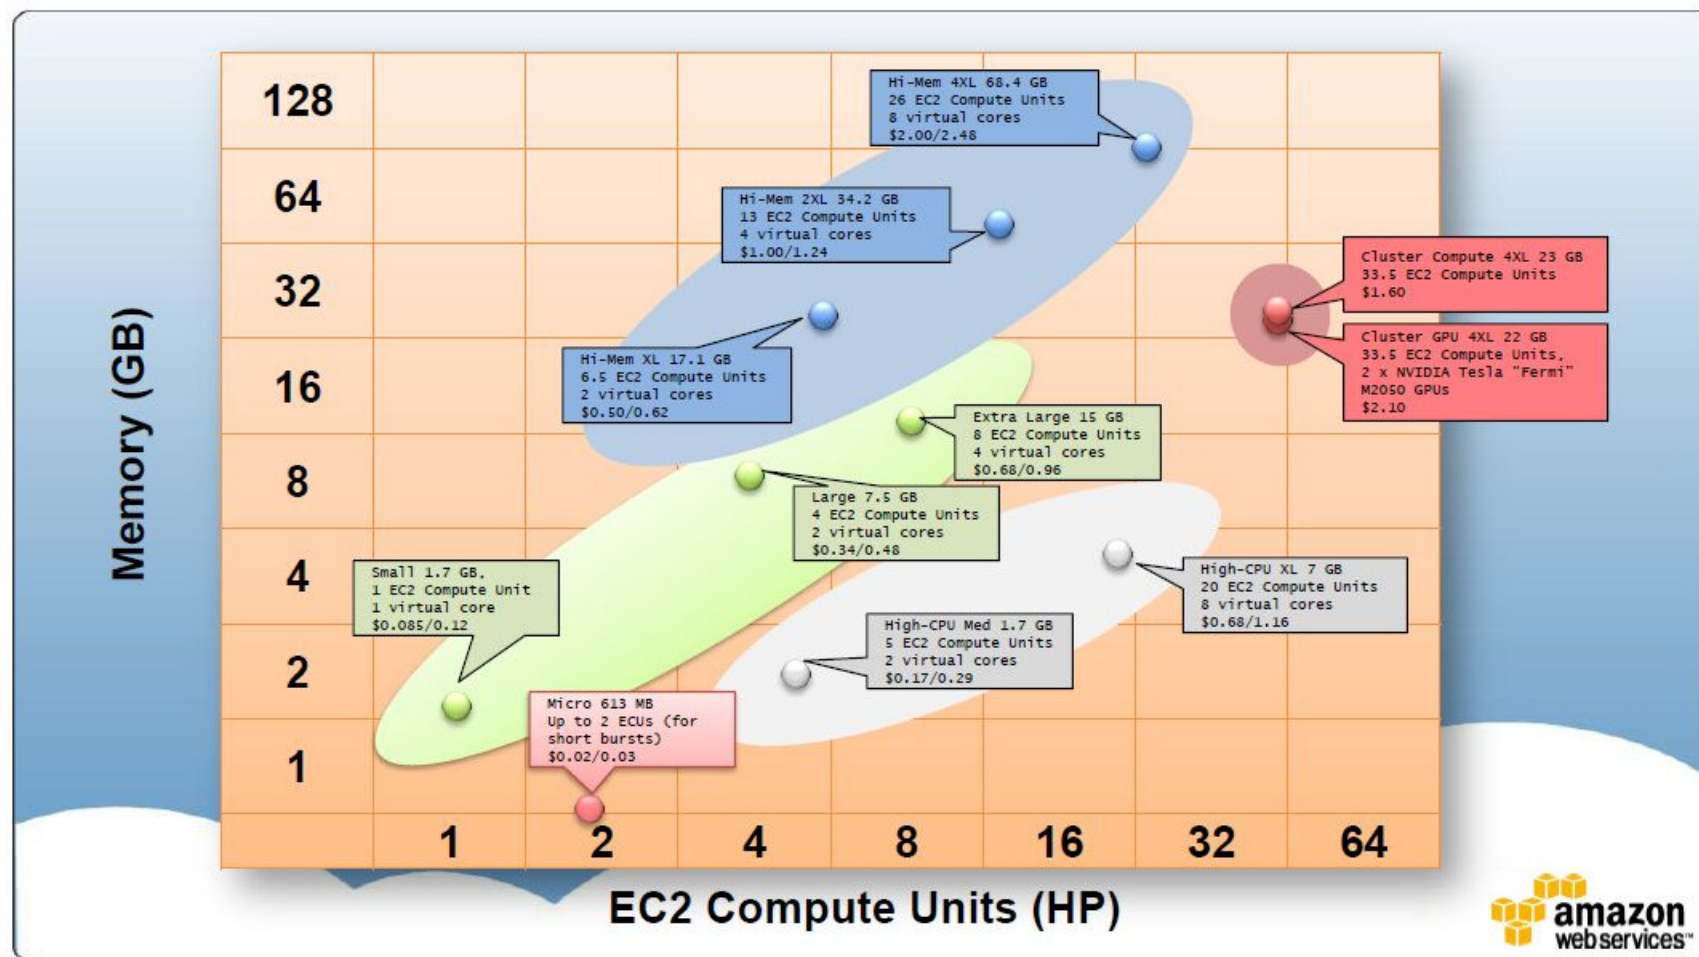 128
64
32
16
8
4
2
1
Memory (GB)
Hi-Mem 4XL 68.4 GB
26 EC2 Compute Units
8 virtual cores
$2.00/2.48
Hi-Mem 2XL 34.2 GB
13 EC2 Compute Units
4 virtual cores
$1.00/1.24
Cluster Compute 4XL 23 GB
33.5 EC2 Compute Units
$1.60
Cluster GPU 4XL 22 GB
33.5 EC2 Compute Units,
2 x NVIDIA Tesla “Fermi”
M2050 GPUs
$2.10
Hi-Mem XL 17.1 GB
6.5 EC2 Compute Units
2 virtual cores
$0.50/0.62
Extra Large 15 GB
8 EC2 Compute Units
4 virtual cores
$0.68/0.96
Large 7.5 GB
4 EC2 Compute Units
2 virtual cores
$0.34/0.48
Small 1.7 GB,
1 EC2 Compute Unit
1 virtual core
$0.085/0.12
High-CPU XL 7 GB
20 EC2 Compute Units
8 virtual cores
$0.68/1.16
High-CPU Med 1.7 GB
5 EC2 Compute Units
2 virtual cores
$0.17/0.29
Micro 613 MB
Up to 2 ECUs (for
short bursts)
$0.02/0.03
1 2 4 8 16 32 64
EC2 Compute Units (HP)
amazon
webservices™